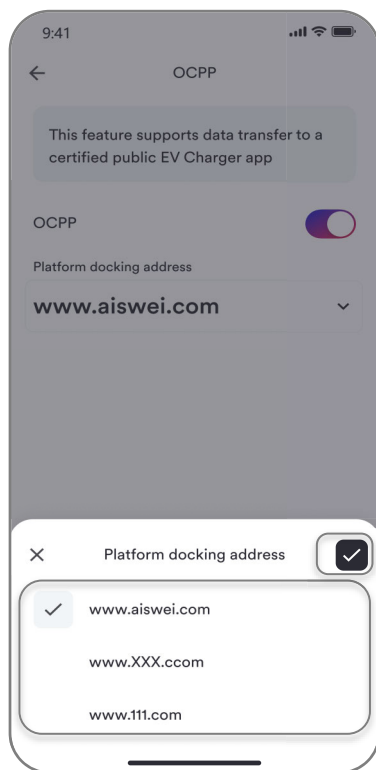 9:41
OCPP
This feature supports data transfer to a
certified public EV Charger app
OCPP
Platform docking address
www.aiswei.com
Platform docking address
www.aiswei.com
www.XXX.ccom
www.111.com